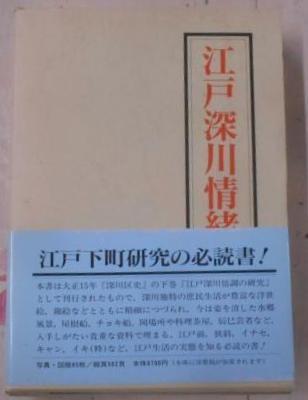 江戸深川情緒
江戸下町研究の必読書!
本書は大正15年『深川区史』の下巻『江戸深川情調の研究』
として刊行されたもので、深川独特の庶民生活が豊富な浮世
絵、挿絵などとともに精細につづられ、今は姿を消した水郷
風景、屋形船、チョキ船、岡場所や料理茶屋、辰巳芸者など、
入手しがたい貴重な資料で埋まる。江戸前、侠斜、イナセ、
キャン、イキ(粋)など、江戸生活の実態を知る必読の書!
写真・図版